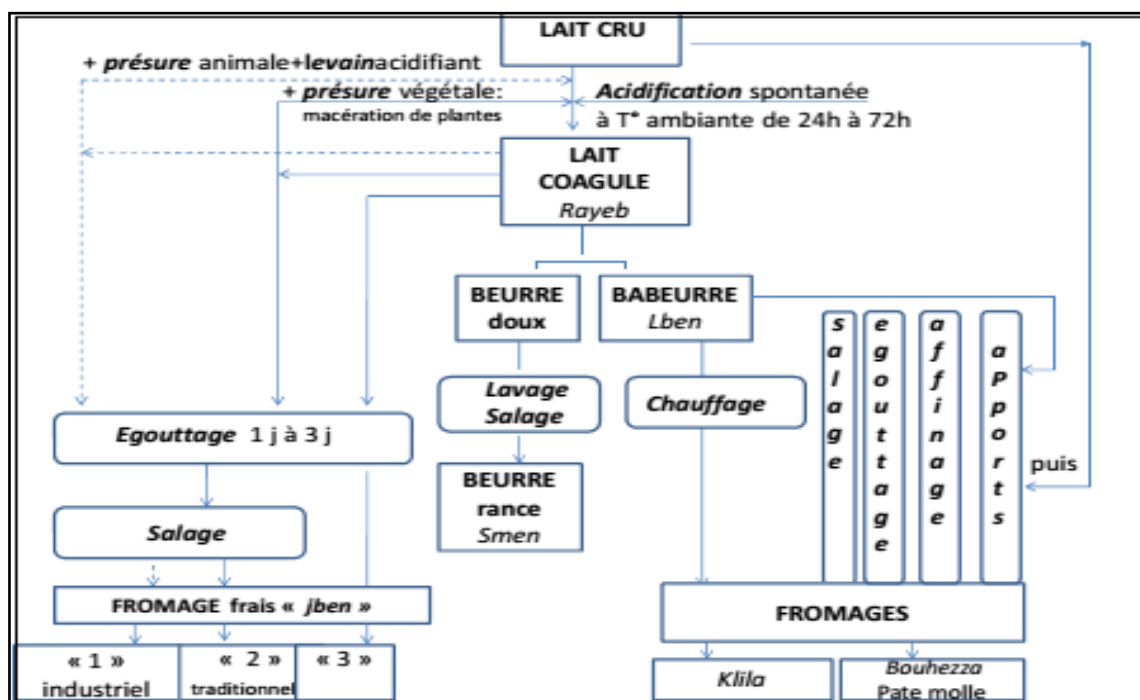 LAIT CRU
+ présure animale+levainacidifiant
+ présure végétale:
macération de plantes
Acidification spontanée
à T° ambiante de 24h à 72h
LAIT
COAGULE
Rayeb
BEURRE
doux
BABEURRE
Lben
salage
egouttage
affinage
aPports
puis
Lavage
Salage
Chauffage
Egouttage 1 j à 3 j
BEURRE
rance
Smen
Salage
FROMAGE frais « jben »
FROMAGES
« 1 »
industriel
« 2 »
traditionnel
« 3 »
Klila
Bouhezza
Pate molle